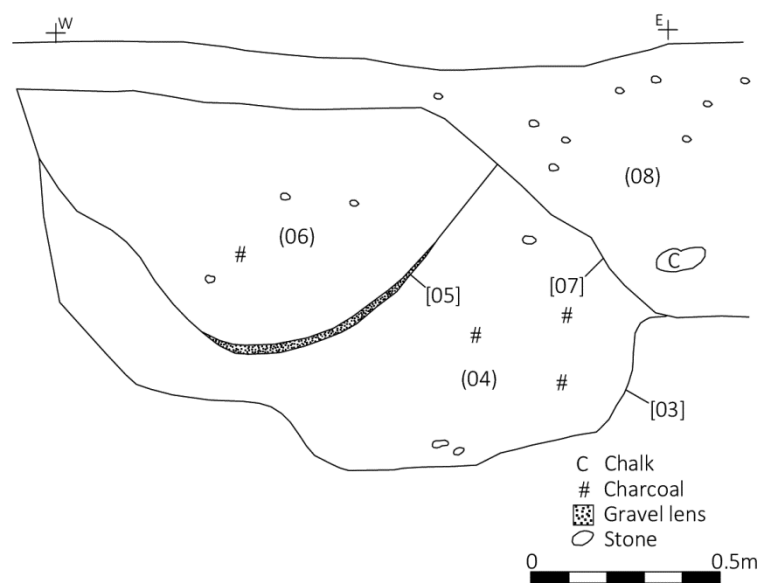 W E
(08)
(06)
C
[05] [07]
(04)
[03]
C Chalk
# Charcoal
Gravel lens
Stone
0 0.5m